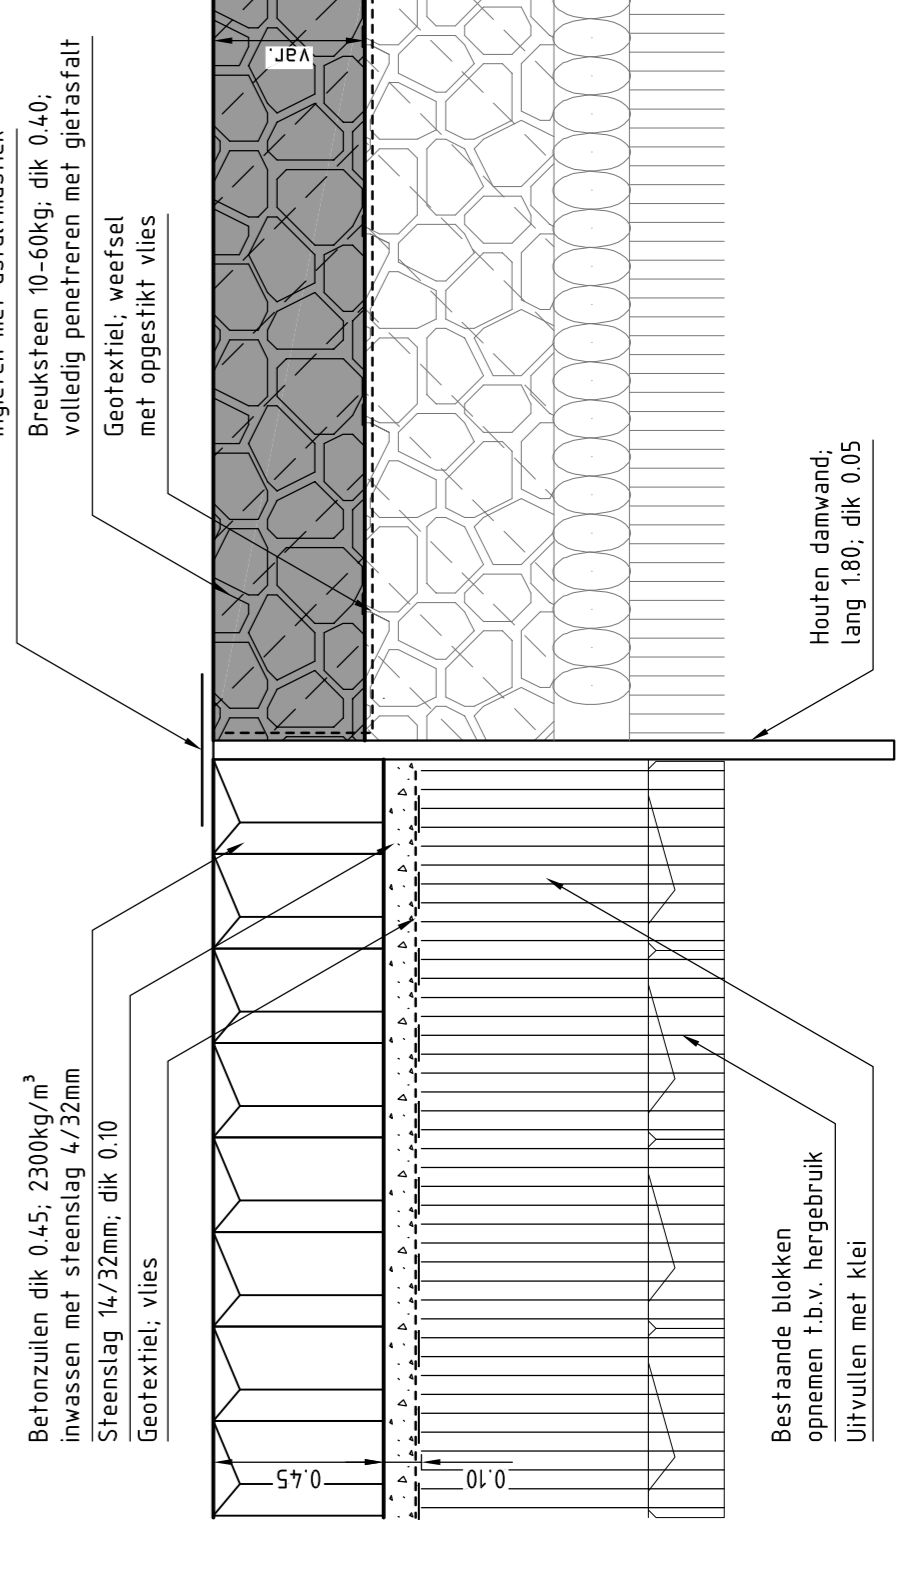 Breuksteen 10-60kg; dik 0.40;
volledig penetreren met gietasfalt
Geotextiel; weefsel
met opgestikt vlies
var.
Betonzuilen dik 0.45; 2300kg/m³
inwassen met steenslag 4/32mm
Steenslag 14/32mm; dik 0.10
Geotextiel; vlies
0.45
0.10
Houten damwand;
lang 1.80; dik 0.05
Bestaande blokken
opnemen t.b.v. hergebruik
Uitvullen met klei